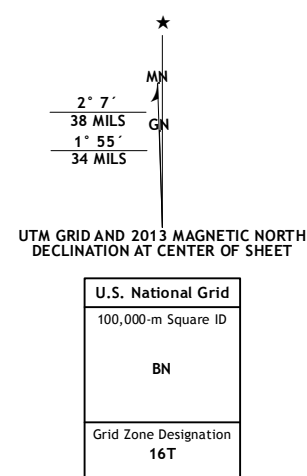 ★
MN
2° 7´
38 MILS
GN
1° 55´
34 MILS
UTM GRID AND 2013 MAGNETIC NORTH
DECLINATION AT CENTER OF SHEET
U.S. National Grid
100,000-m Square ID
BN
Grid Zone Designation
16T